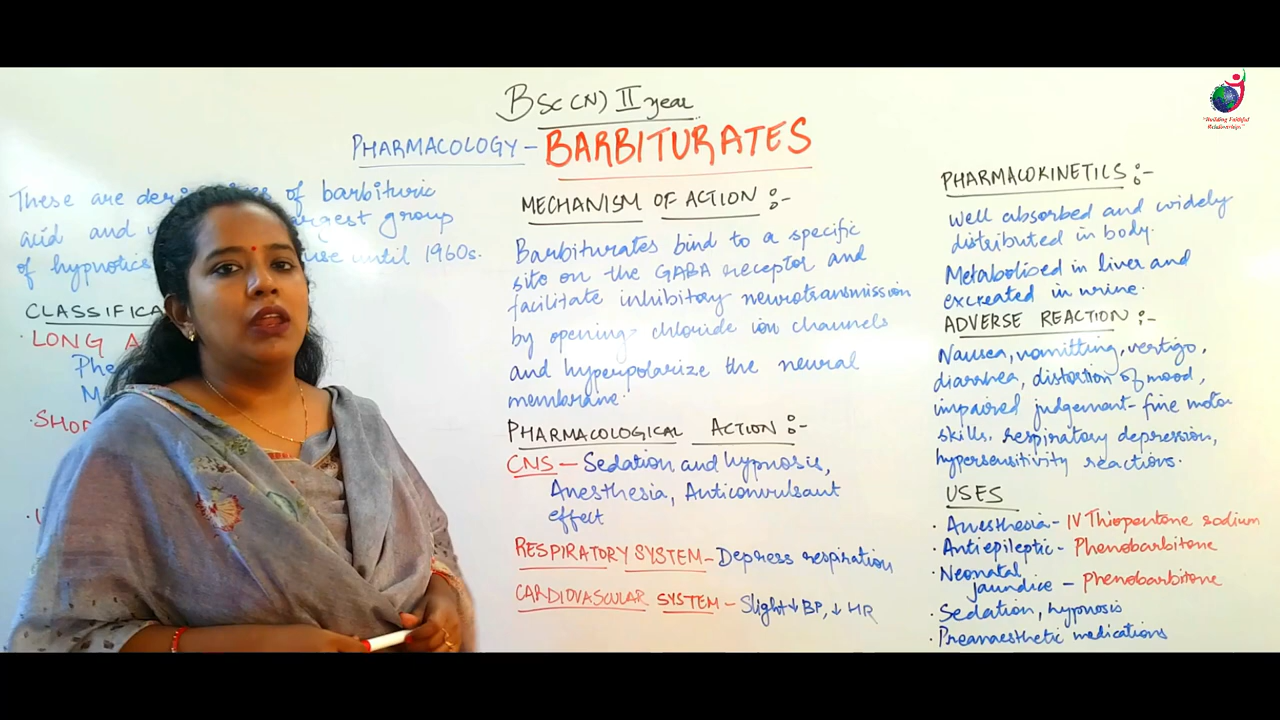 BSc (N) II year
PHARMACOLOGY - BARBITURATES
These are of barbituric
acid and largest group
of hypnotics use until 1960s.
CLASSIFICA
LONG A
Phe
M
SHOR
MECHANISM OF ACTION :-
Barbiturates bind to a specific
site on the GABA receptor and
facilitate inhibitory neurotransmission
by opening chloride ion channels
and hyperpolarize the neural
membrane.
PHARMACOLOGICAL ACTION :-
CNS - Sedation and hypnosis,
Anesthesia, Anticonvulsant
effect
RESPIRATORY SYSTEM - Depress respiration
CARDIOVASCULAR SYSTEM - Slight ↓ BP, ↓ HR
PHARMACOKINETICS :-
Well absorbed and widely
distributed in body.
Metabolised in liver and
excreated in urine.
ADVERSE REACTION :-
Nausea, vomitting, vertigo,
diarrhea, distortion of mood,
impaired judgement - fine motor
skills. respiratory depression,
hypersensitivity reactions.
USES
· Anesthesia - IV Thiopentone sodium
· Antiepileptic - Phenobarbitone
· Neonatal
jaundice - phenobarbitone
· Sedation, hypnosis
· Preanaesthetic medications
"Building Faithful
Relationships"